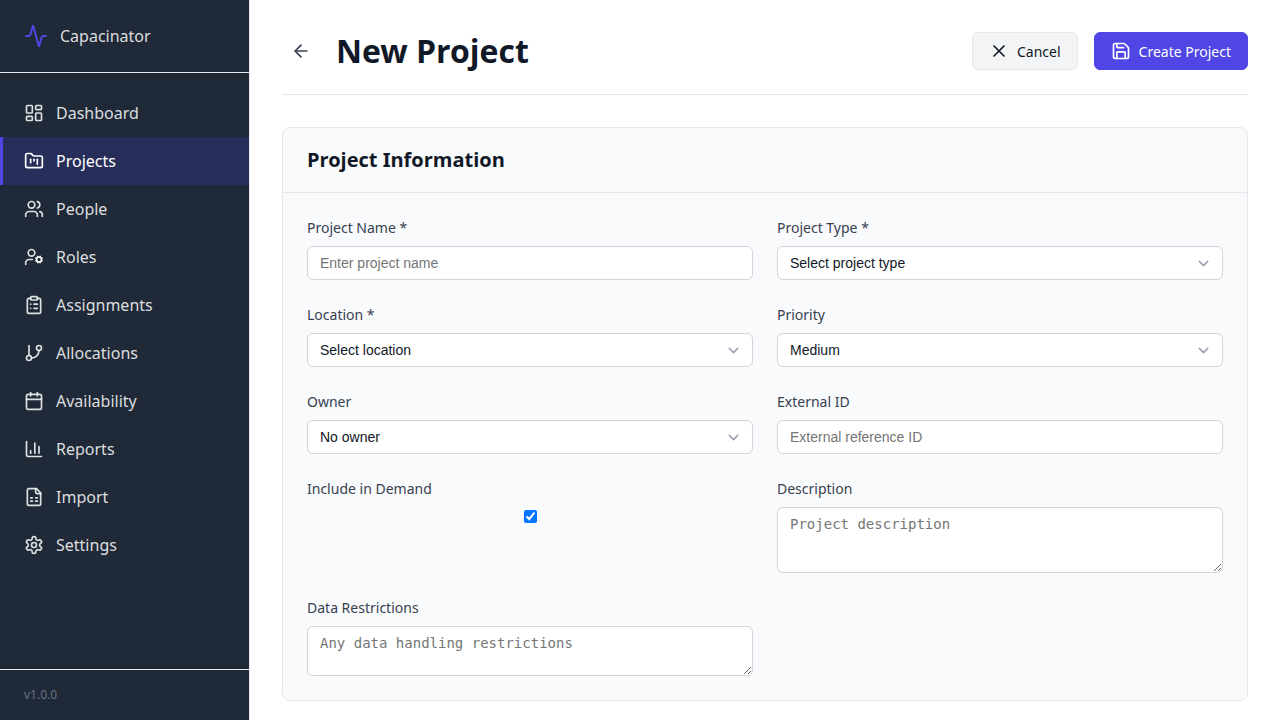 Capacinator
Dashboard
Projects
People
Roles
Assignments
Allocations
Availability
Reports
Import
Settings
v1.0.0
New Project
Cancel
Create Project
Project Information
Project Name *
Enter project name
Project Type *
Select project type
Location *
Select location
Priority
Medium
Owner
No owner
External ID
External reference ID
Include in Demand
Description
Project description
Data Restrictions
Any data handling restrictions